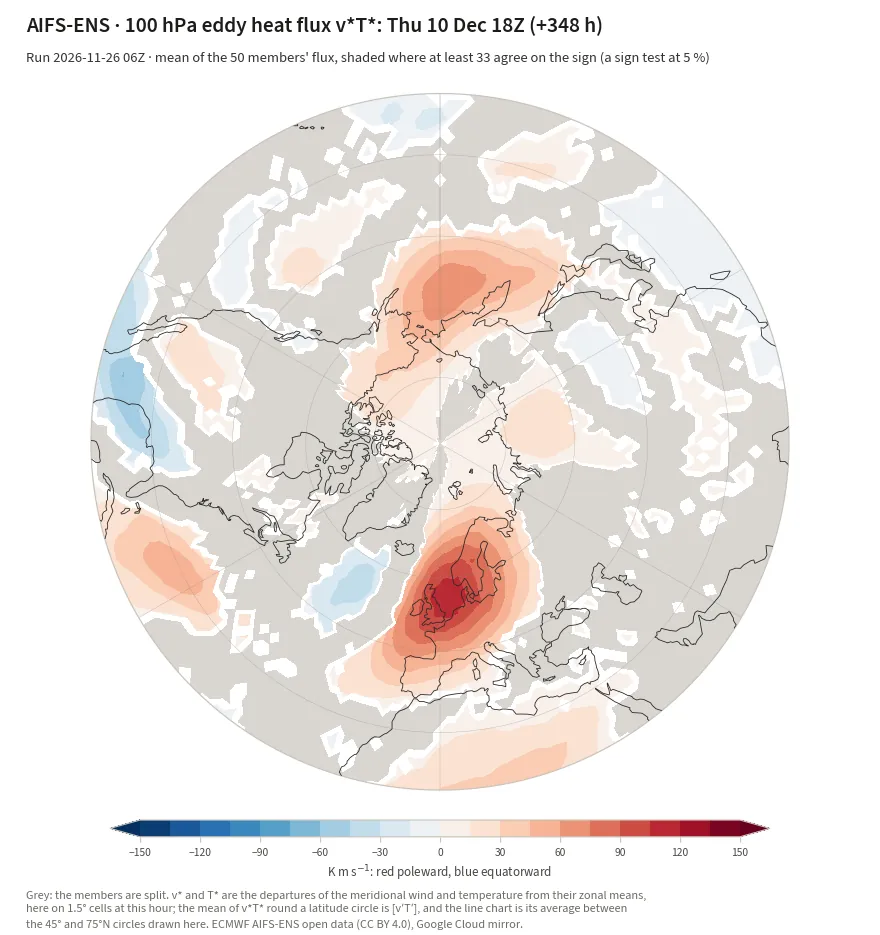 AIFS-ENS · 100 hPa eddy heat flux v*T*: Thu 10 Dec 18Z (+348 h)
Run 2026-11-26 06Z · mean of the 50 members' flux, shaded where at least 33 agree on the sign (a sign test at 5 %)
−150 −120 −90 −60 −30 0 30 60 90 120 150
K m s⁻¹: red poleward, blue equatorward
Grey: the members are split. v* and T* are the departures of the meridional wind and temperature from their zonal means,
here on 1.5° cells at this hour; the mean of v*T* round a latitude circle is [v′T′], and the line chart is its average between
the 45° and 75°N circles drawn here. ECMWF AIFS-ENS open data (CC BY 4.0), Google Cloud mirror.